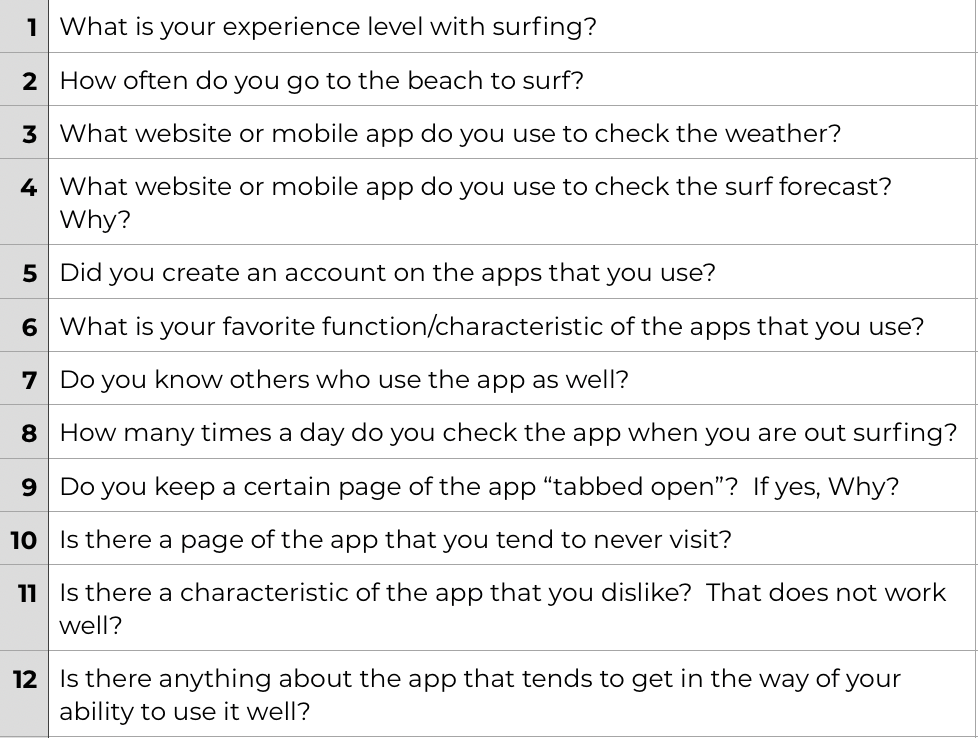 1 What is your experience level with surfing?
2 How often do you go to the beach to surf?
3 What website or mobile app do you use to check the weather?
4 What website or mobile app do you use to check the surf forecast?
Why?
5 Did you create an account on the apps that you use?
6 What is your favorite function/characteristic of the apps that you use?
7 Do you know others who use the app as well?
8 How many times a day do you check the app when you are out surfing?
9 Do you keep a certain page of the app “tabbed open”?  If yes, Why?
10 Is there a page of the app that you tend to never visit?
11 Is there a characteristic of the app that you dislike?  That does not work
well?
12 Is there anything about the app that tends to get in the way of your
ability to use it well?